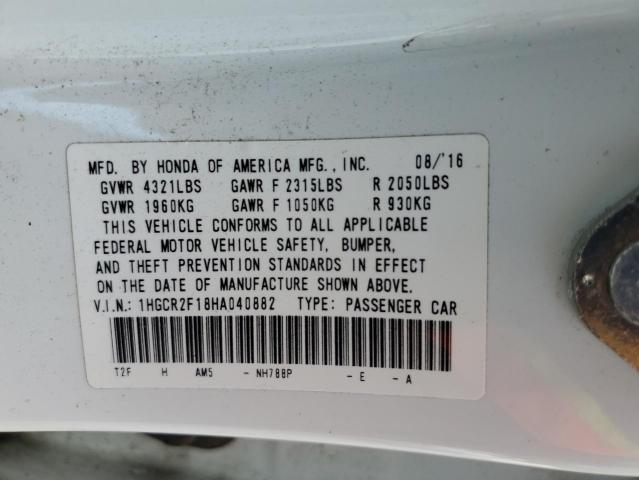 MFD. BY HONDA OF AMERICA MFG., INC. 08/'16
GVWR 4321LBS GAWR F 2315LBS R 2050LBS
GVWR 1960KG GAWR F 1050KG R 930KG
THIS VEHICLE CONFORMS TO ALL APPLICABLE
FEDERAL MOTOR VEHICLE SAFETY, BUMPER,
AND THEFT PREVENTION STANDARDS IN EFFECT
ON THE DATE OF MANUFACTURE SHOWN ABOVE.
V.I.N.: 1HGCR2F18HA040882 TYPE: PASSENGER CAR
T2F H AM5 - NH788P - E - A